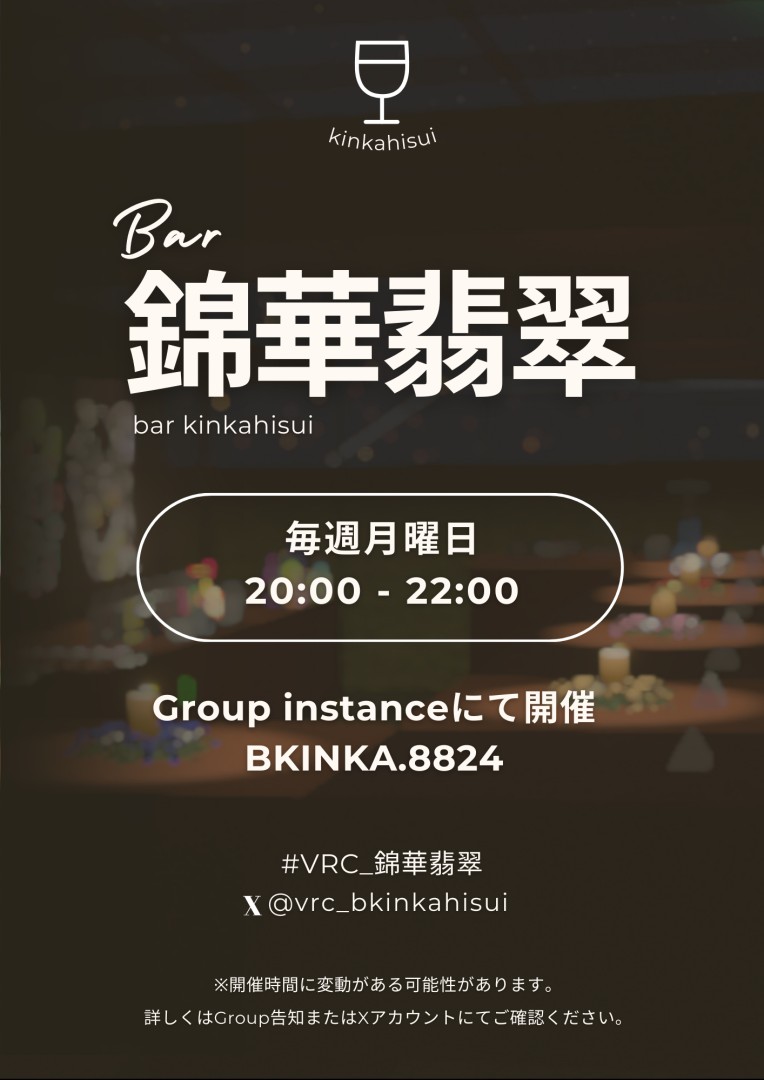 kinkahisui
Bar
錦華翡翠
bar kinkahisui
毎週月曜日
20:00 - 22:00
Group instanceにて開催
BKINKA.8824
#VRC_錦華翡翠
X @vrc_bkinkahisui
※開催時間に変動がある可能性があります。
詳しくはGroup告知またはXアカウントにてご確認ください。